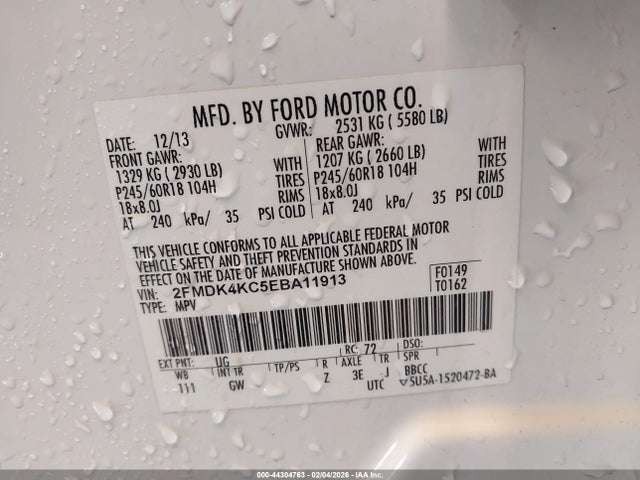 MFD. BY FORD MOTOR CO.
DATE: 12/13 GVWR: 2531 KG ( 5580 LB)
FRONT GAWR: REAR GAWR:
1329 KG ( 2930 LB) WITH 1207 KG ( 2660 LB) WITH
P245/60R18 104H TIRES P245/60R18 104H TIRES
18x8.0J RIMS 18x8.0J RIMS
AT 240 kPa/ 35 PSI COLD AT 240 kPa/ 35 PSI COLD
THIS VEHICLE CONFORMS TO ALL APPLICABLE FEDERAL MOTOR
VEHICLE SAFETY AND THEFT PREVENTION STANDARDS IN
EFFECT ON THE DATE OF MANUFACTURE SHOWN ABOVE.
VIN: 2FMDK4KC5EBA11913 F0149
TYPE: MPV T0162
EXT PNT: UG RC: 72 DSO:
WB INT TR TP/PS R AXLE TR SPR
111 GW Z 3E J BBCC
UTC ▽5U5A-1520472-BA
000-44304763 - 02/04/2026 - IAAI, Inc.